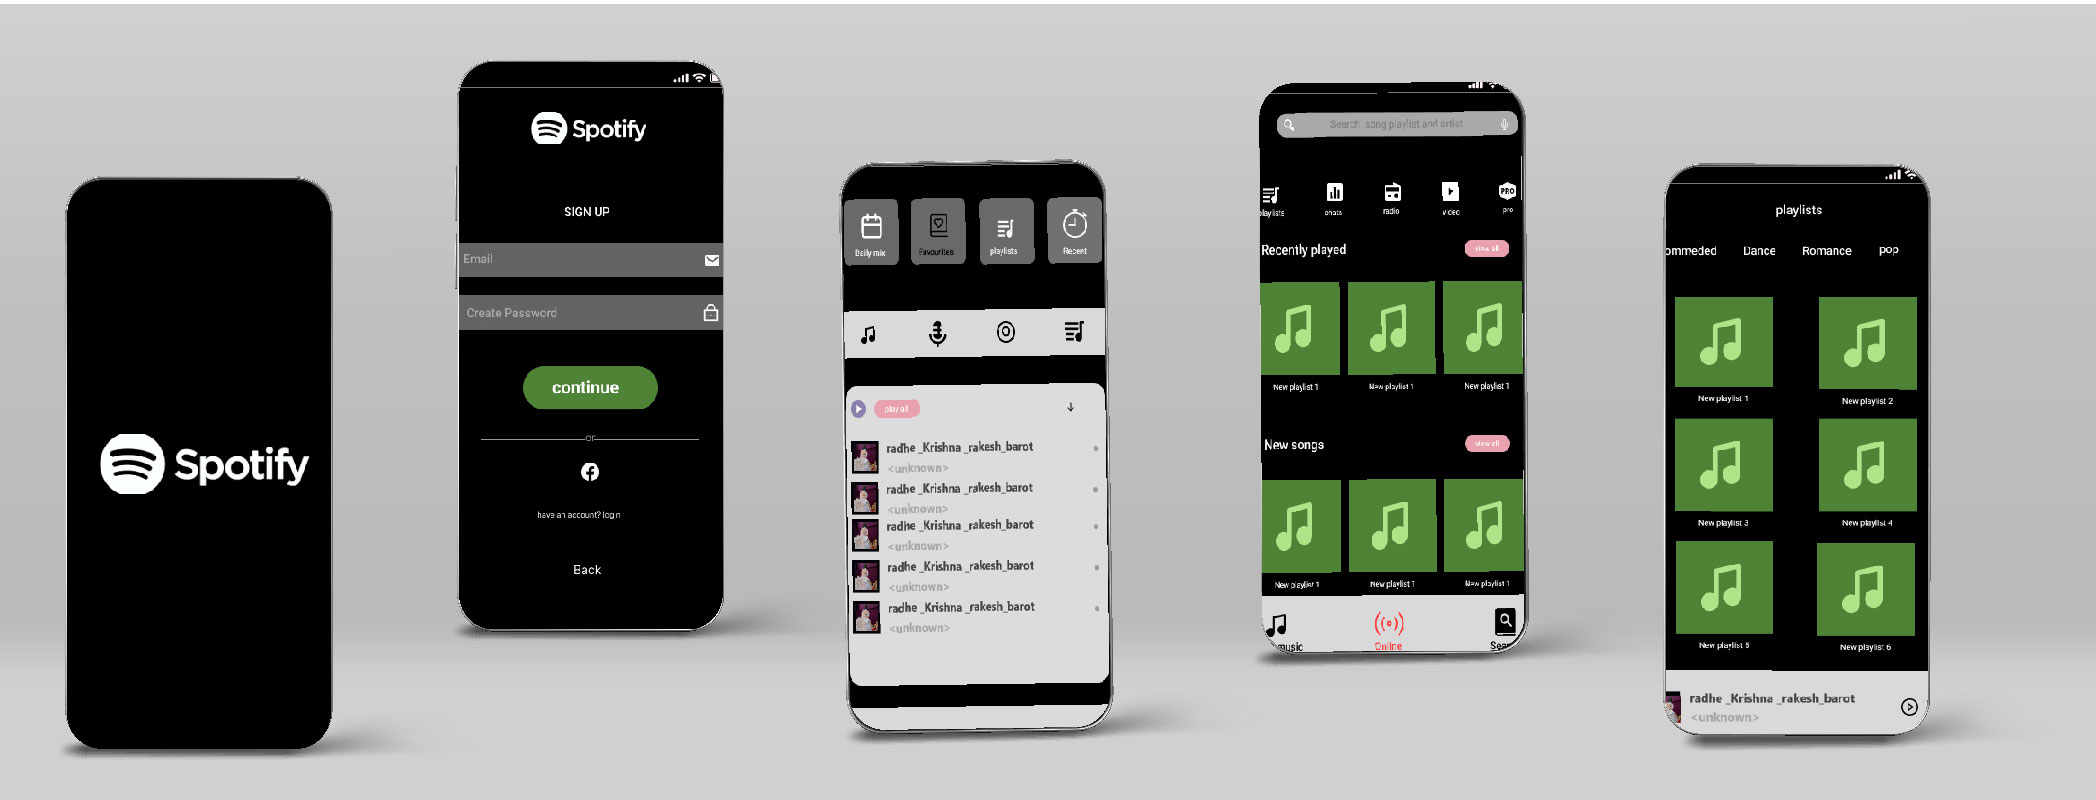 Spotify
Spotify
SIGN UP
Email
Create Password
continue
or
have an account? login
Back
Daily mix
Favourites
playlists
Recent
play all
radhe _Krishna _rakesh_barot
<unknown>
radhe _Krishna _rakesh_barot
<unknown>
radhe _Krishna _rakesh_barot
<unknown>
radhe _Krishna _rakesh_barot
<unknown>
radhe _Krishna _rakesh_barot
<unknown>
Search song playlist and artist
playlists
chats
radio
video
PRO
pro
Recently played
view all
New playlist 1
New playlist 1
New playlist 1
New songs
view all
New playlist 1
New playlist 1
New playlist 1
music
Online
Sear
playlists
ommeded
Dance
Romance
pop
New playlist 1
New playlist 2
New playlist 3
New playlist 4
New playlist 5
New playlist 6
radhe _Krishna _rakesh_barot
<unknown>